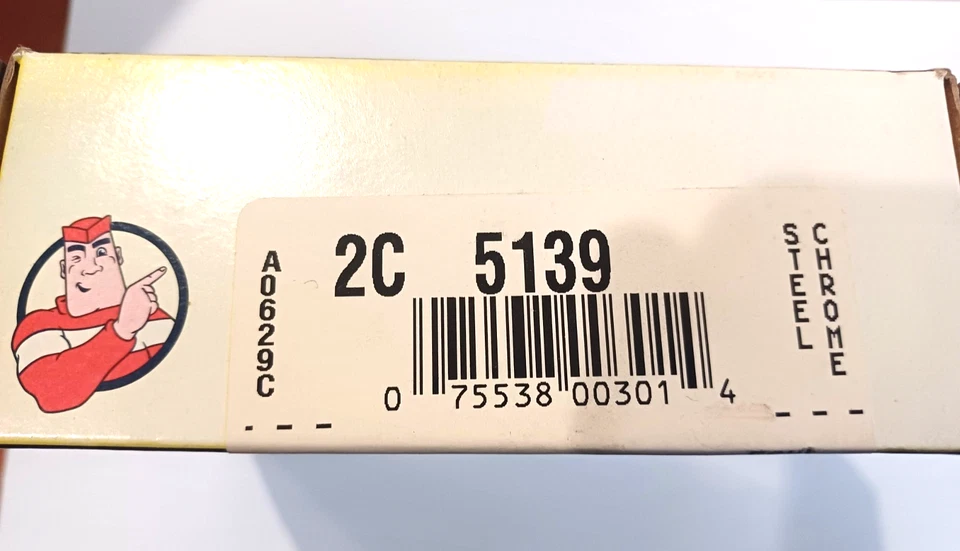 2C 5139
A0629C
0 75538 00301 4
STEEL
CHROME